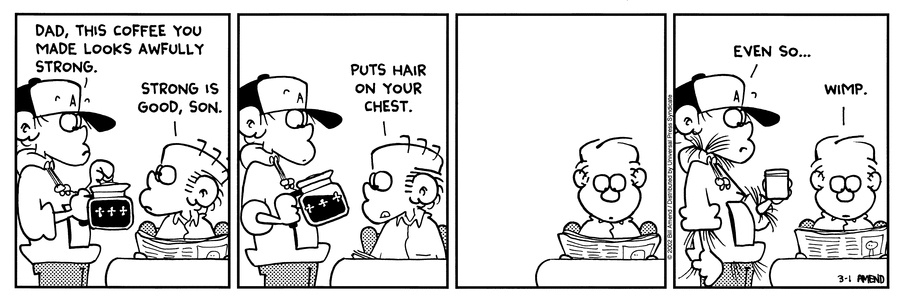 DAD, THIS COFFEE YOU
MADE LOOKS AWFULLY
STRONG.
STRONG IS
GOOD, SON.
A
PUTS HAIR
ON YOUR
CHEST.
A
© 2002 Bill Amend / Distributed by Universal Press Syndicate
EVEN SO...
WIMP.
A
3-1 AMEND